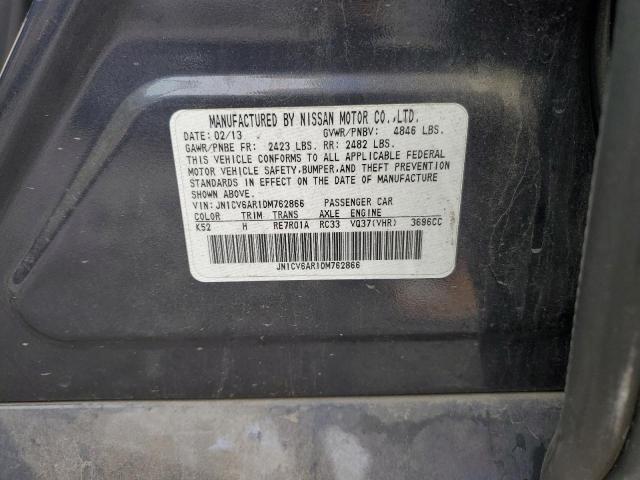 MANUFACTURED BY NISSAN MOTOR CO.,LTD.
DATE: 02/13 GVWR/PNBV: 4846 LBS.
GAWR/PNBE FR: 2423 LBS. RR: 2482 LBS.
THIS VEHICLE CONFORMS TO ALL APPLICABLE FEDERAL
MOTOR VEHICLE SAFETY,BUMPER,AND THEFT PREVENTION
STANDARDS IN EFFECT ON THE DATE OF MANUFACTURE
SHOWN ABOVE.
VIN: JN1CV6AR1DM762866 PASSENGER CAR
COLOR TRIM TRANS AXLE ENGINE
K52 H RE7R01A RC33 VQ37(VHR) 3696CC
JN1CV6AR1DM762866